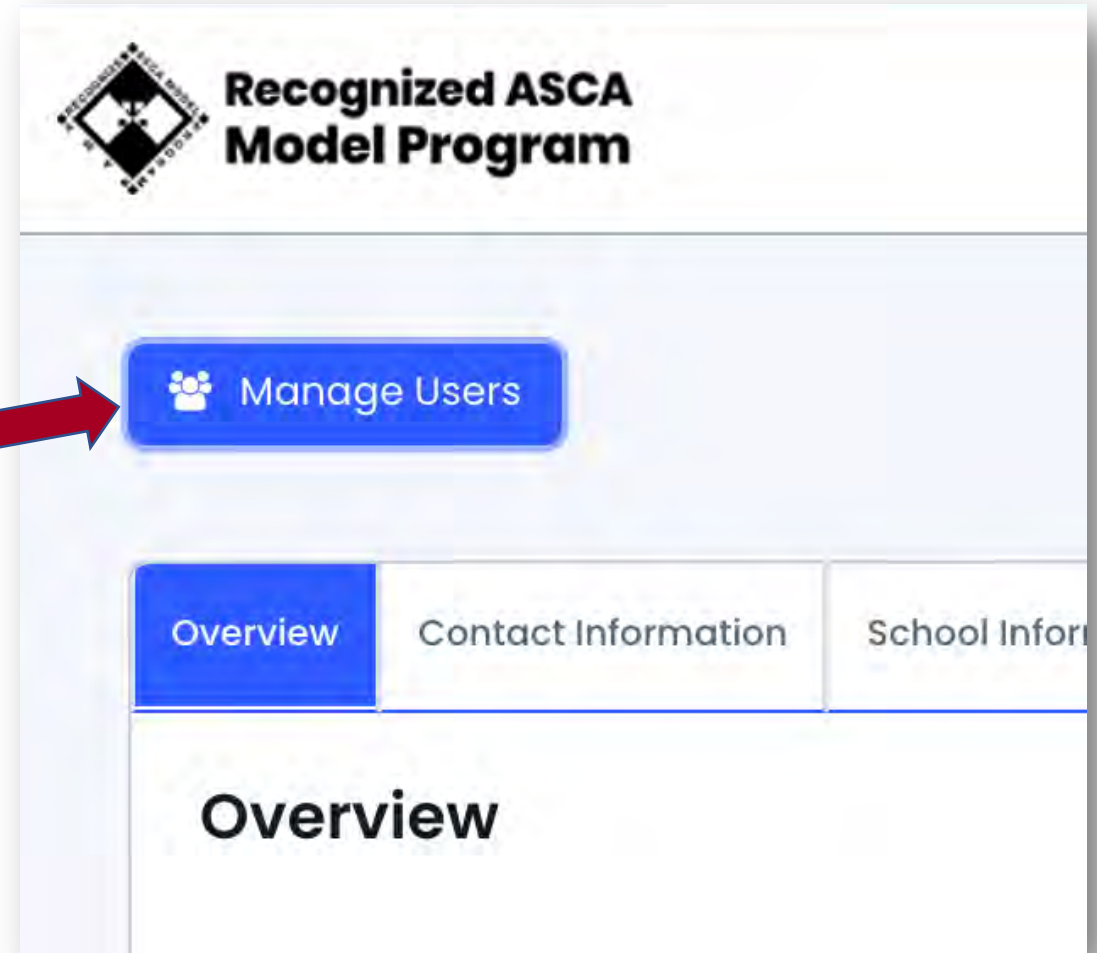 Recognized ASCA
Model Program
Manage Users
Overview
Contact Information
School Infor
Overview